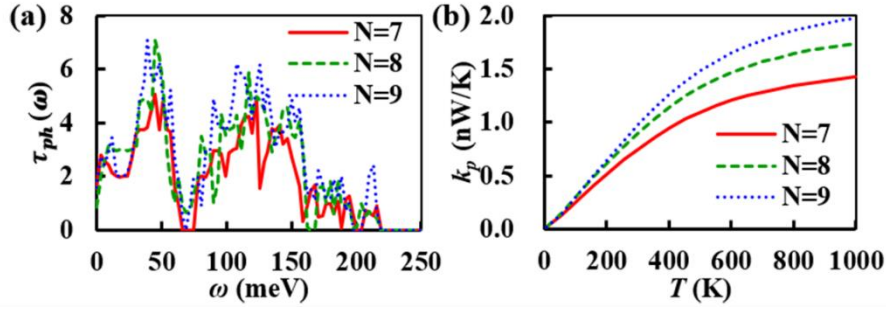 (a)
8
6
4
2
0
τph (ω)
N=7
N=8
N=9
0 50 100 150 200 250
ω (meV)
(b)
2.0
1.5
1.0
0.5
0.0
kp (nW/K)
N=7
N=8
N=9
0 200 400 600 800 1000
T (K)